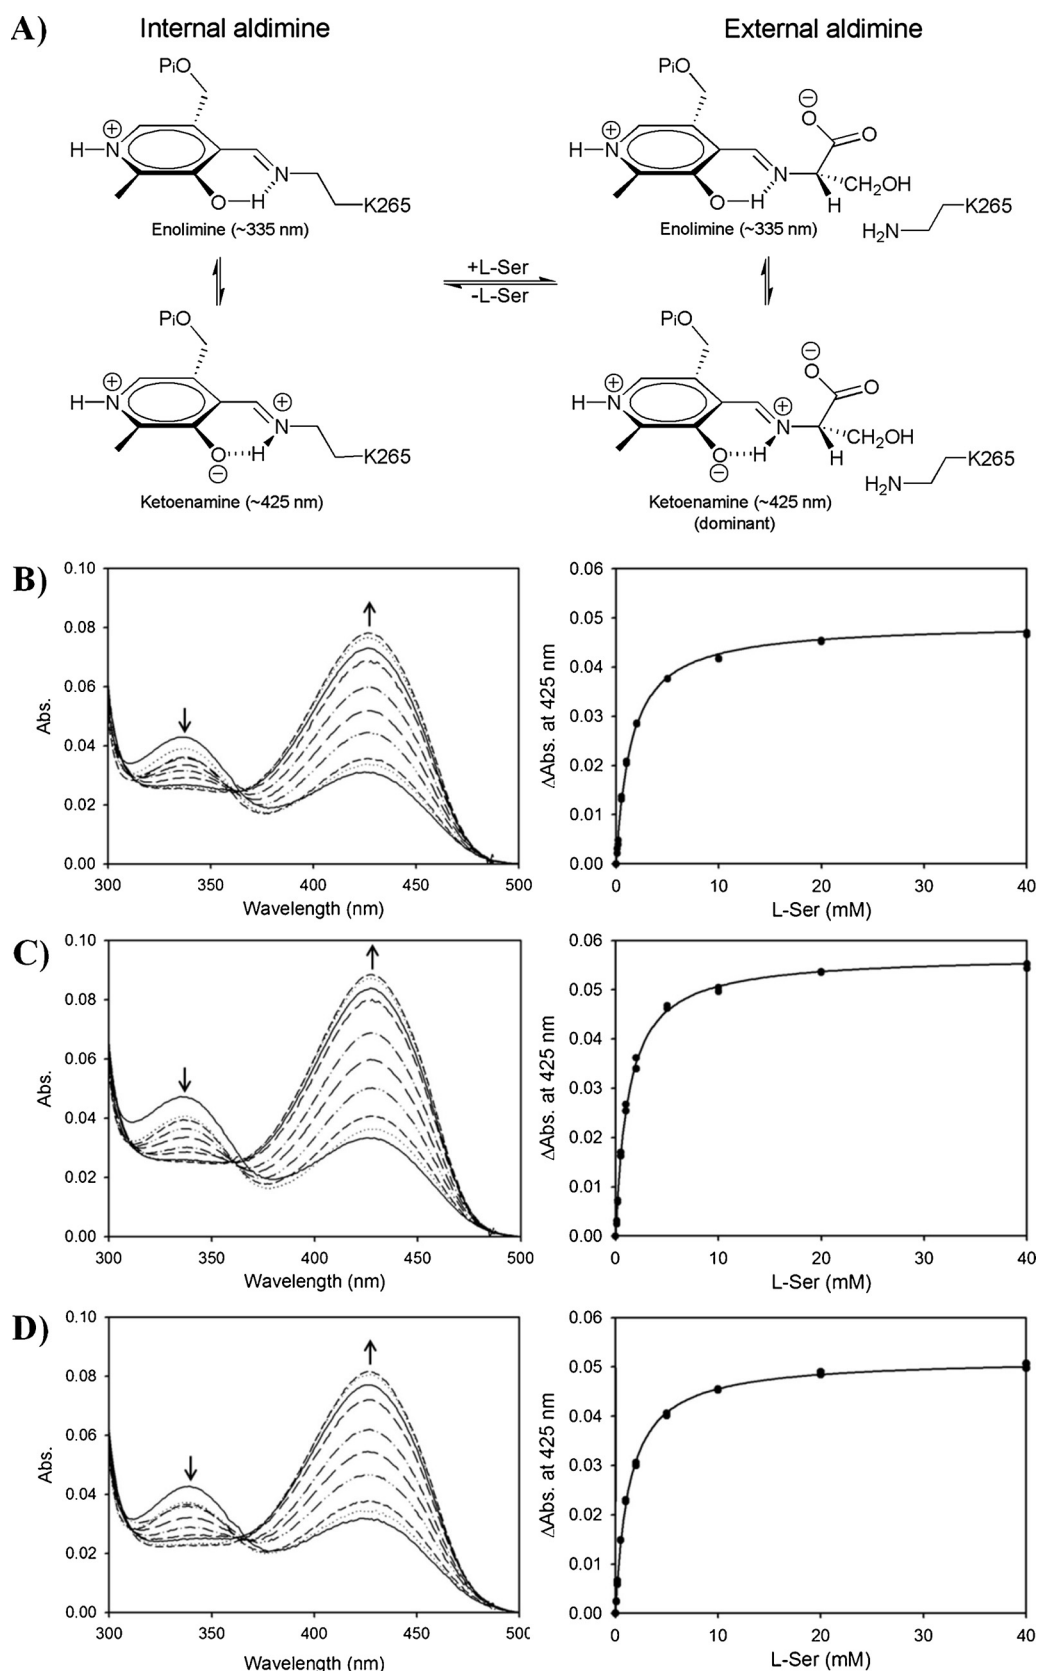 A)
Internal aldimine
External aldimine
PiO
H-N⊕
N
O-H
K265
Enolimine (~335 nm)
PiO
⊖
O
O
H-N⊕
N
CH2OH
O-H
H
K265
H2N
Enolimine (~335 nm)
+L-Ser
-L-Ser
PiO
H-N⊕
⊕
N
O
H
⊖
K265
Ketoenamine (~425 nm)
PiO
⊖
O
O
H-N⊕
⊕
N
CH2OH
O
H
H
⊖
K265
H2N
Ketoenamine (~425 nm)
(dominant)
B)
0.10
0.08
0.06
0.04
0.02
0.00
Abs.
300 350 400 450 500
Wavelength (nm)
0.06
0.05
0.04
0.03
0.02
0.01
0.00
ΔAbs. at 425 nm
0 10 20 30 40
L-Ser (mM)
C)
0.10
0.08
0.06
0.04
0.02
0.00
Abs.
300 350 400 450 500
Wavelength (nm)
0.06
0.05
0.04
0.03
0.02
0.01
0.00
ΔAbs. at 425 nm
0 10 20 30 40
L-Ser (mM)
D)
0.10
0.08
0.06
0.04
0.02
0.00
Abs.
300 350 400 450 500
Wavelength (nm)
0.06
0.05
0.04
0.03
0.02
0.01
0.00
ΔAbs. at 425 nm
0 10 20 30 40
L-Ser (mM)